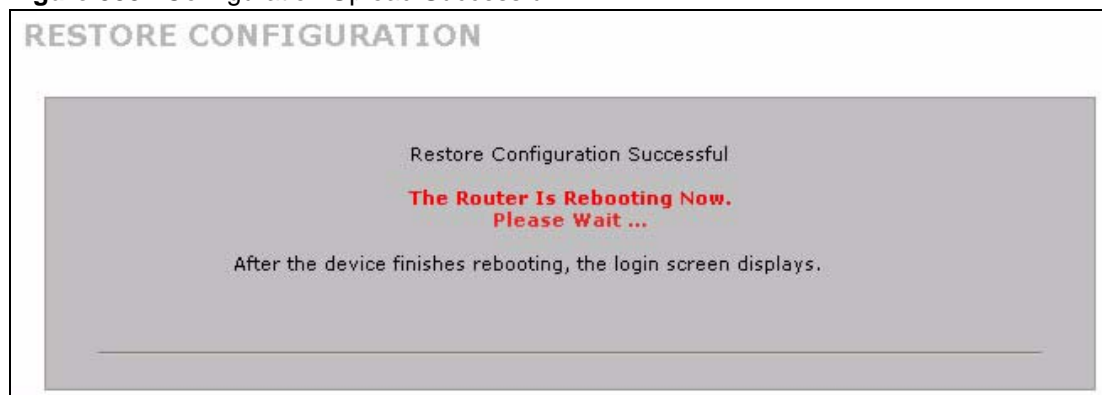 RESTORE CONFIGURATION
Restore Configuration Successful
The Router Is Rebooting Now.
Please Wait ...
After the device finishes rebooting, the login screen displays.